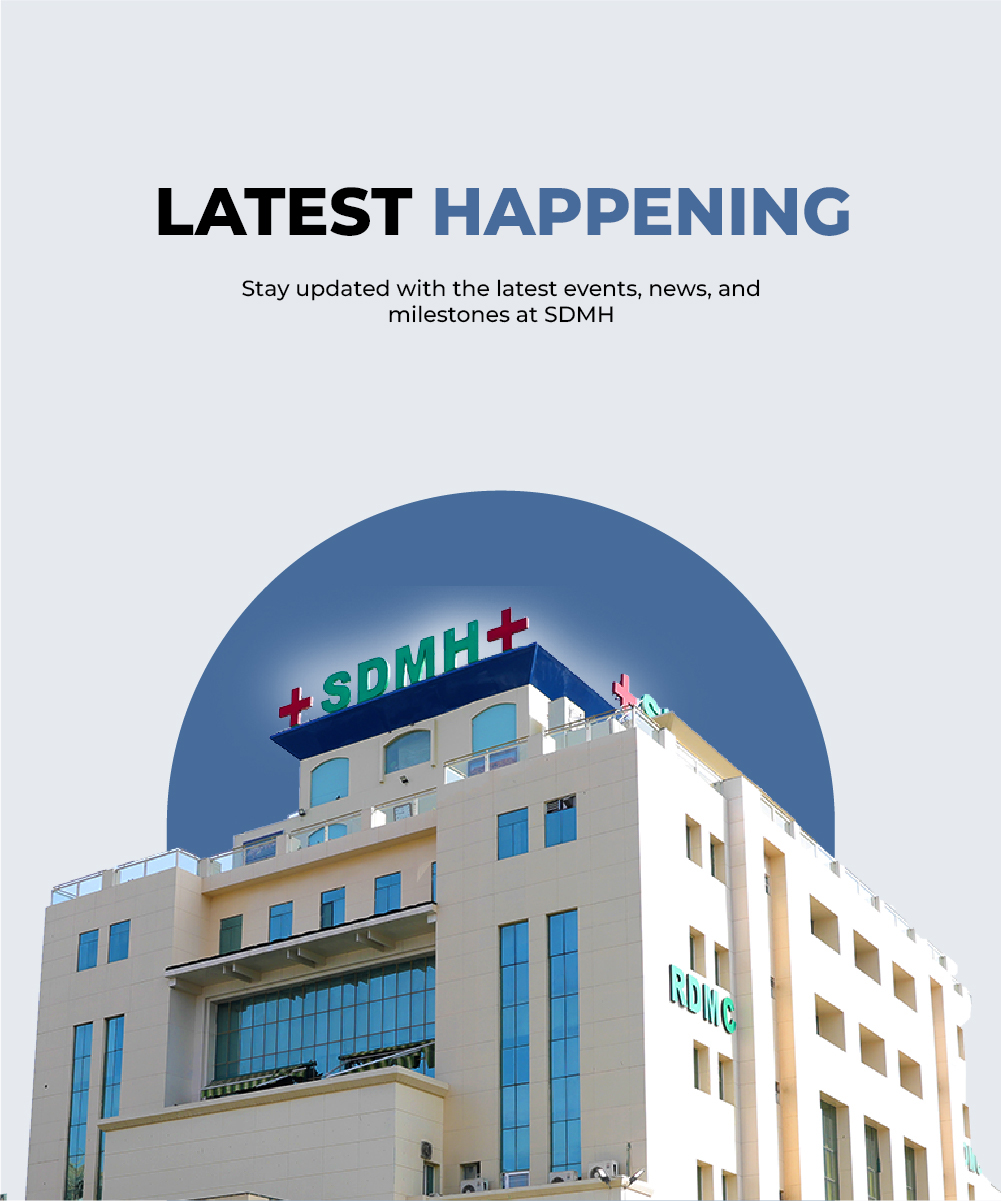 LATEST HAPPENING
Stay updated with the latest events, news, and
milestones at SDMH
SDMH
RDMC